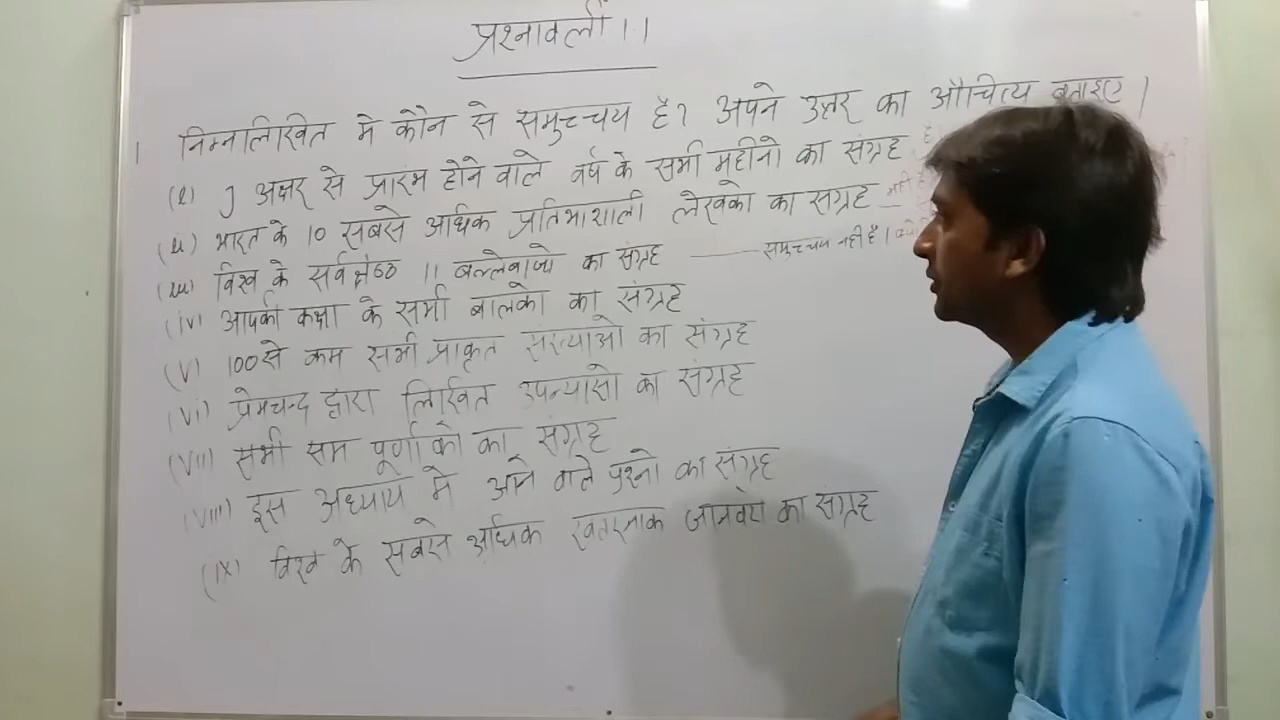 प्रश्नावली 1.1
1 निम्नलिखित मे कौन से समुच्चय है? अपने उत्तर का औचित्य बताइए।
(i) J अक्षर से प्रारंभ होने वाले वर्ष के सभी महीनो का संग्रह
(ii) भारत के 10 सबसे अधिक प्रतिभाशाली लेखको का संग्रह — नही है
(iii) विश्व के सर्वश्रेष्ठ 11 बल्लेबाजो का संग्रह — समुच्चय नही है।
(iv) आपकी कक्षा के सभी बालको का संग्रह
(v) 100 से कम सभी प्राकृत संख्याओ का संग्रह
(vi) प्रेमचन्द द्वारा लिखित उपन्यासो का संग्रह
(viii) सभी सम पूर्णांको का संग्रह
(viiii) इस अध्याय मे आने वाले प्रश्नो का संग्रह
(ix) विश्व के सबसे अधिक खतरनाक जानवरो का संग्रह